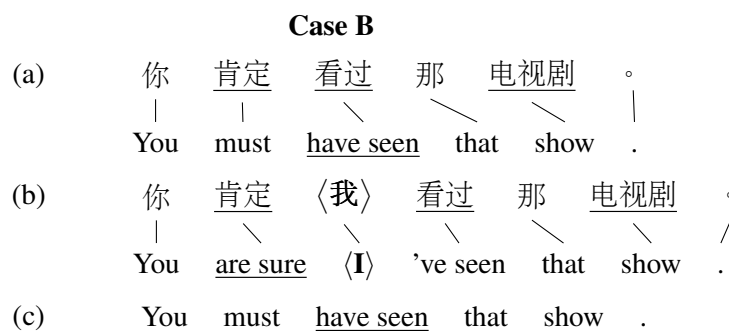 Case B
(a) 你 肯定 看过 那 电视剧 。
You must have seen that show .
(b) 你 肯定 〈我〉 看过 那 电视剧 。
You are sure 〈I〉 've seen that show .
(c) You must have seen that show .